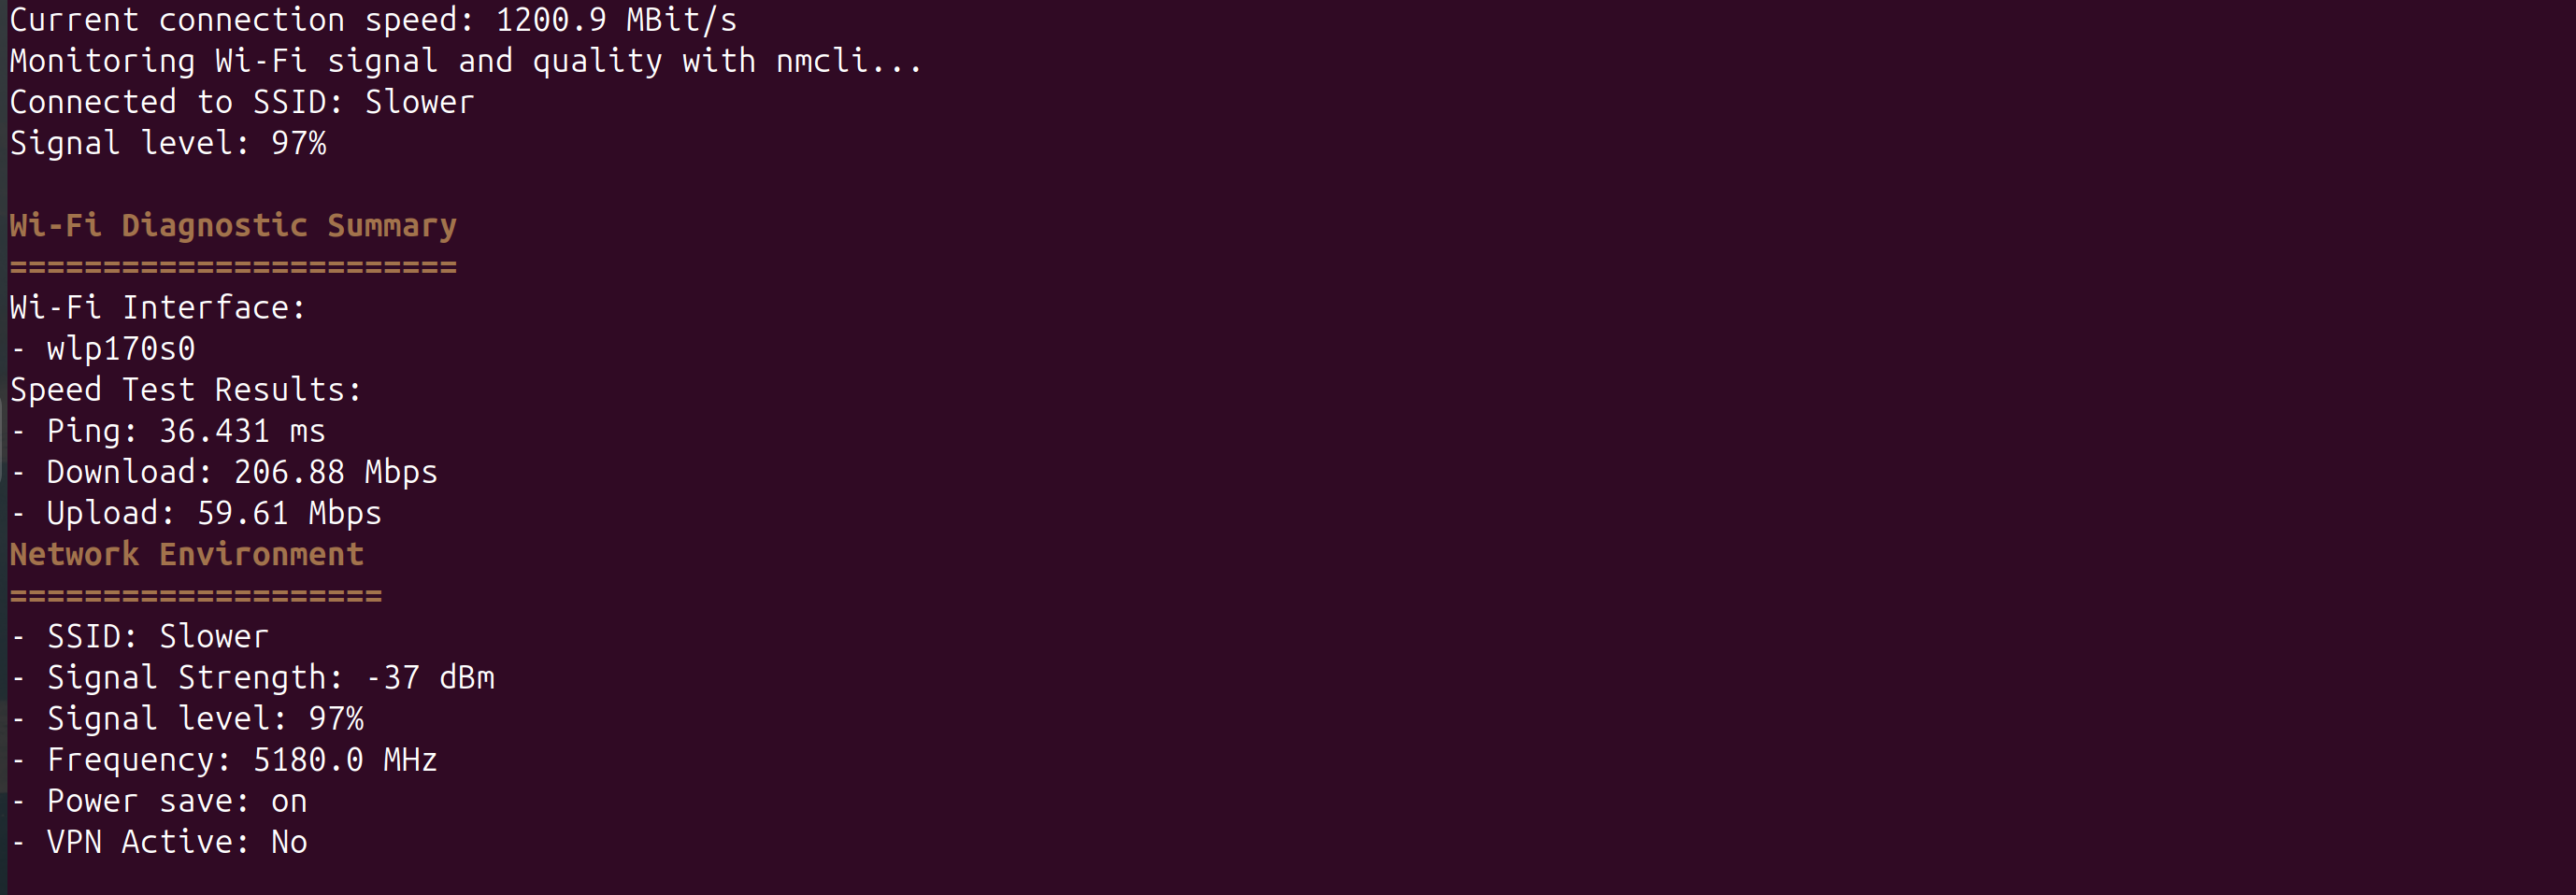 Current connection speed: 1200.9 MBit/s
Monitoring Wi-Fi signal and quality with nmcli...
Connected to SSID: Slower
Signal level: 97%
Wi-Fi Diagnostic Summary
========================
Wi-Fi Interface:
- wlp170s0
Speed Test Results:
- Ping: 36.431 ms
- Download: 206.88 Mbps
- Upload: 59.61 Mbps
Network Environment
====================
- SSID: Slower
- Signal Strength: -37 dBm
- Signal level: 97%
- Frequency: 5180.0 MHz
- Power save: on
- VPN Active: No